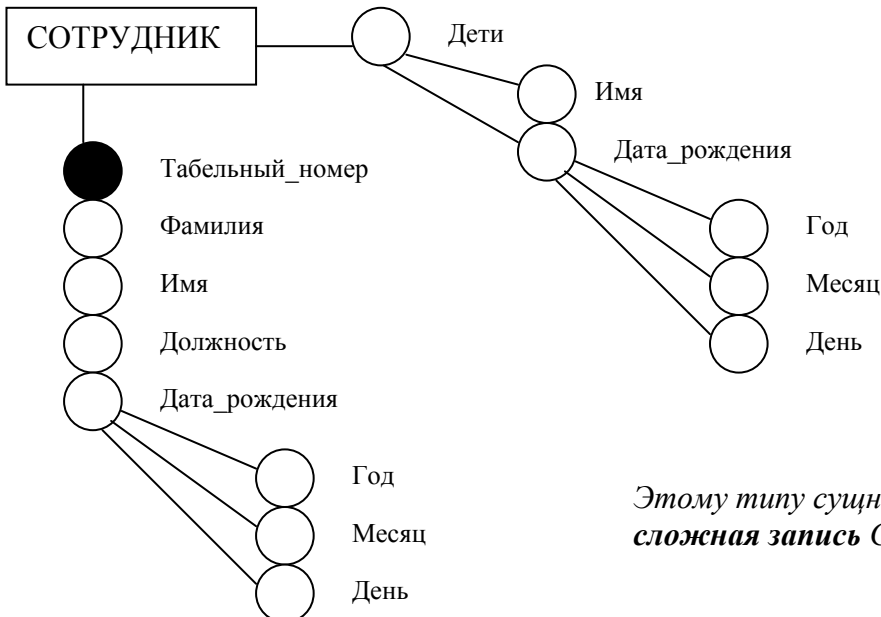 СОТРУДНИК
Дети
Имя
Дата_рождения
Год
Месяц
День
Табельный_номер
Фамилия
Имя
Должность
Дата_рождения
Год
Месяц
День
Этому типу
сложная запись